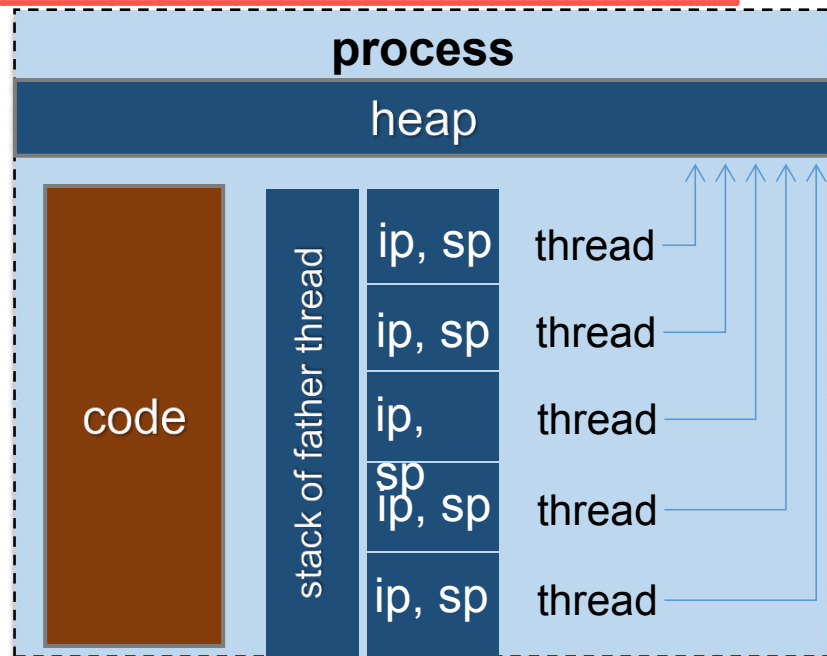 process
heap
code
stack of father thread
ip, sp
thread
ip, sp
thread
ip,
sp
thread
ip, sp
thread
ip, sp
thread